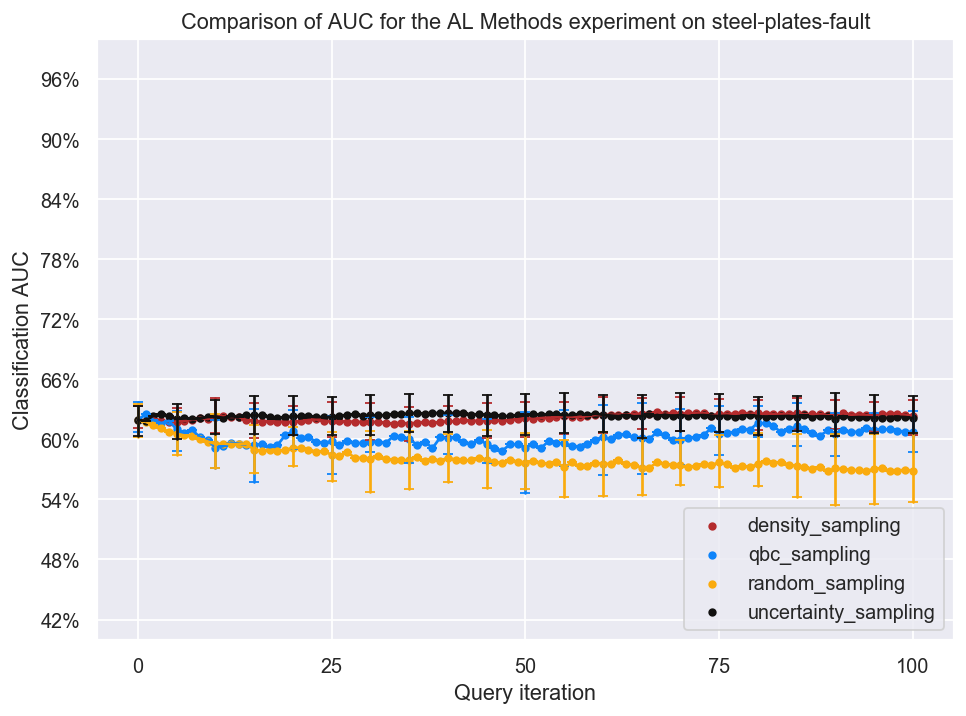 Comparison of AUC for the AL Methods experiment on steel-plates-fault
Classification AUC
96%
90%
84%
78%
72%
66%
60%
54%
48%
42%
density_sampling
qbc_sampling
random_sampling
uncertainty_sampling
0
25
50
75
100
Query iteration